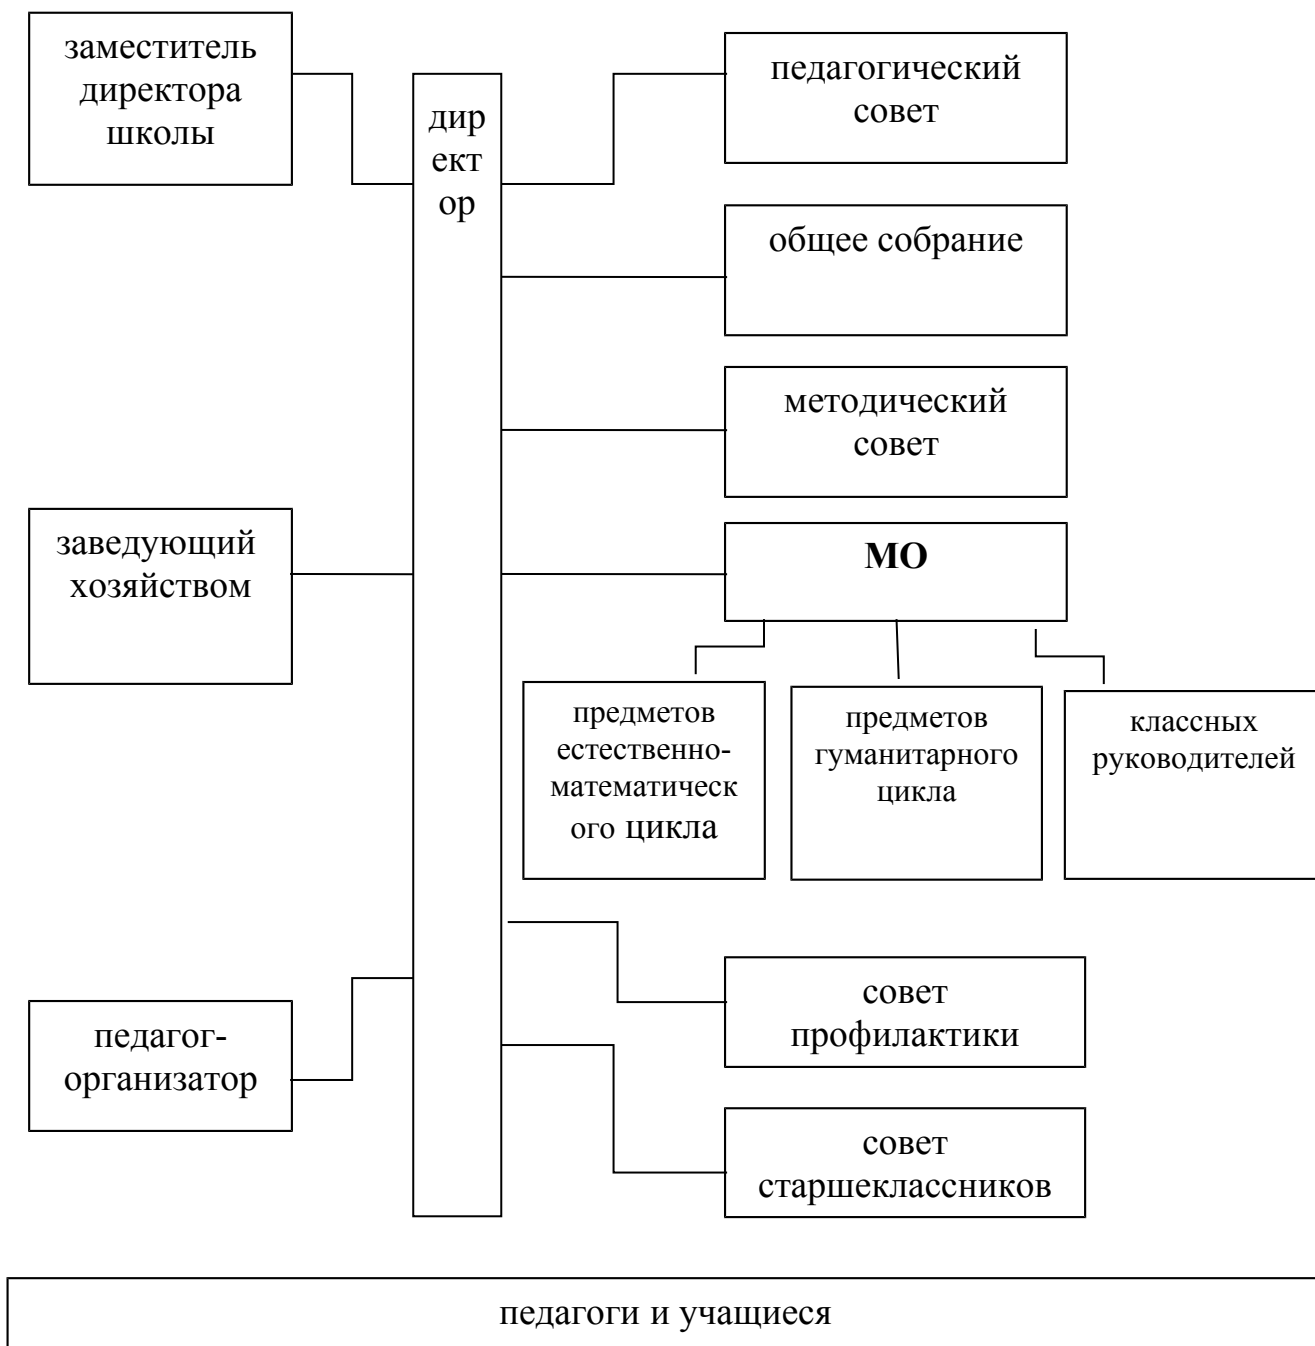 заместитель
директора
школы
дир
ект
ор
педагогический
совет
общее собрание
методический
совет
заведующий
хозяйством
МО
предметов
естественно-
математическ
ого цикла
предметов
гуманитарного
цикла
классных
руководителей
педагог-
организатор
совет
профилактики
совет
старшеклассников
педагоги и учащиеся